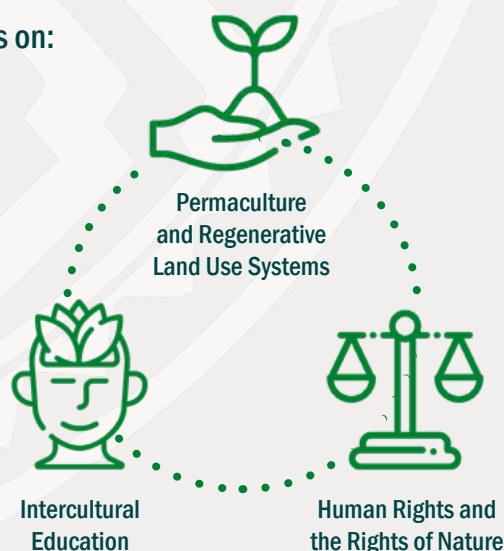 s on:
Permaculture
and Regenerative
Land Use Systems
Intercultural
Education
Human Rights and
the Rights of Nature